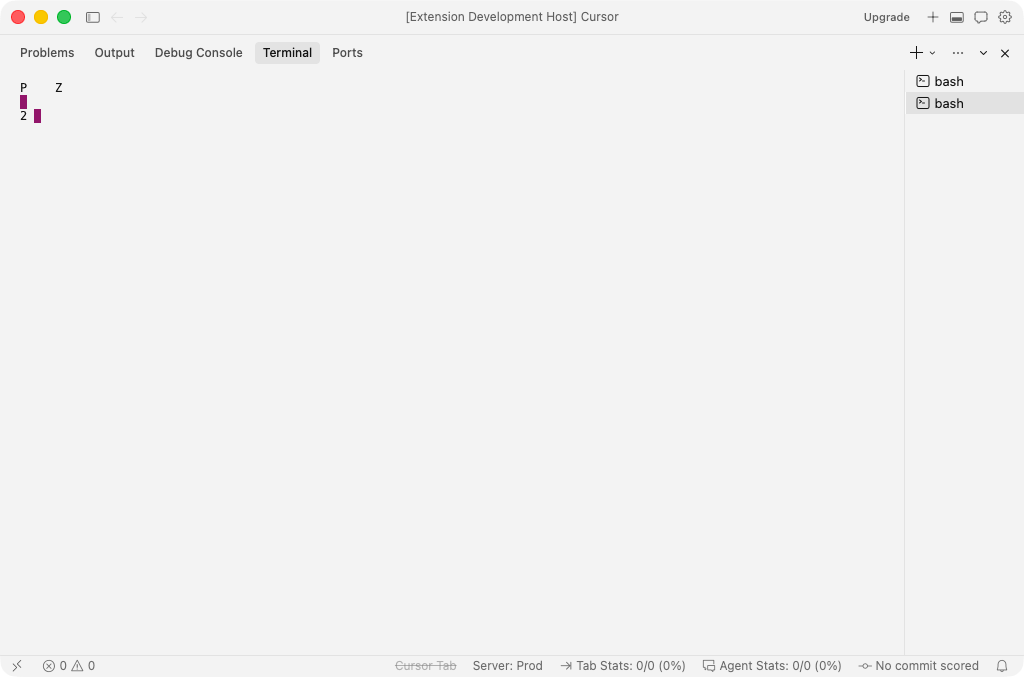 [Extension Development Host] Cursor
Upgrade
Problems Output Debug Console Terminal Ports
P    Z
2
bash
bash
0 0 Cursor Tab Server: Prod Tab Stats: 0/0 (0%) Agent Stats: 0/0 (0%) No commit scored